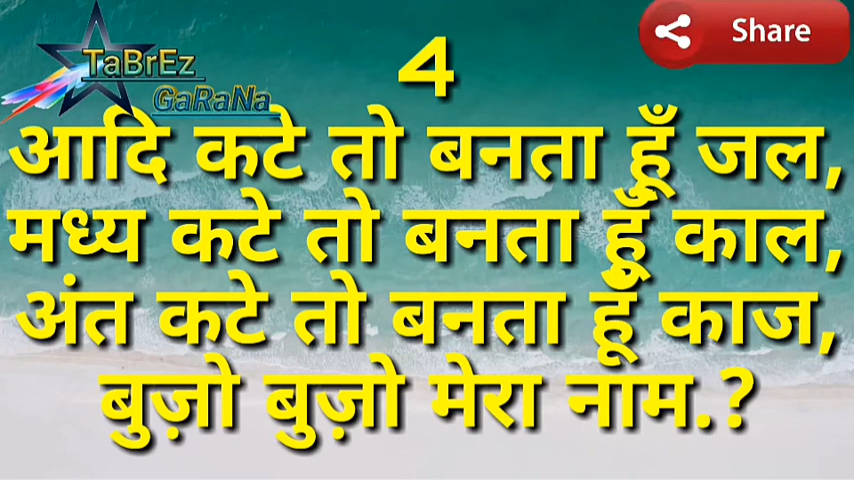 TaBrEz
GaRaNa
Share
4
आदि कटे तो बनता हूँ जल,
मध्य कटे तो बनता हूँ काल,
अंत कटे तो बनता हूँ काज,
बुज़ो बुज़ो मेरा नाम.?